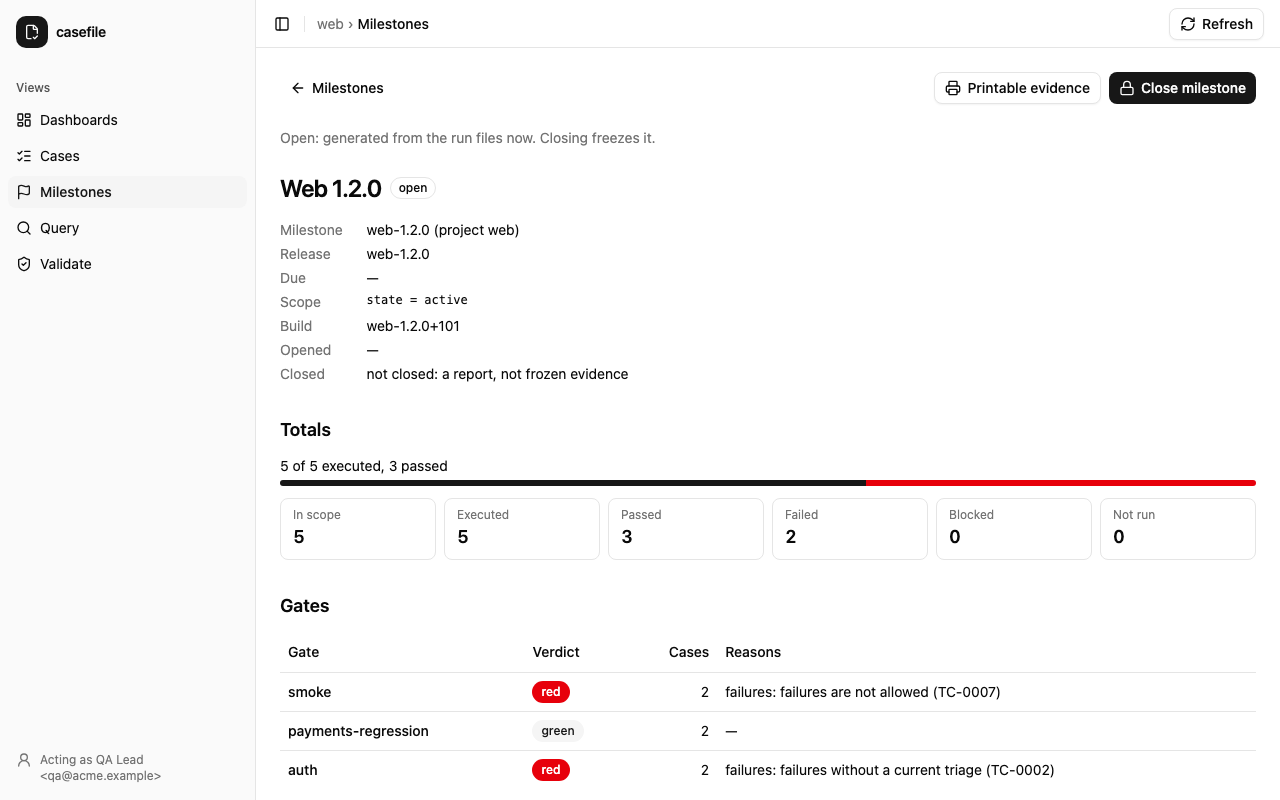 casefile
Views
Dashboards
Cases
Milestones
Query
Validate
Acting as QA Lead
<qa@acme.example>
web › Milestones
Refresh
Milestones
Printable evidence
Close milestone
Open: generated from the run files now. Closing freezes it.
Web 1.2.0 open
Milestone web-1.2.0 (project web)
Release web-1.2.0
Due —
Scope state = active
Build web-1.2.0+101
Opened —
Closed not closed: a report, not frozen evidence
Totals
5 of 5 executed, 3 passed
In scope Executed Passed Failed Blocked Not run
5 5 3 2 0 0
Gates
Gate Verdict Cases Reasons
smoke red 2 failures: failures are not allowed (TC-0007)
payments-regression green 2 —
auth red 2 failures: failures without a current triage (TC-0002)